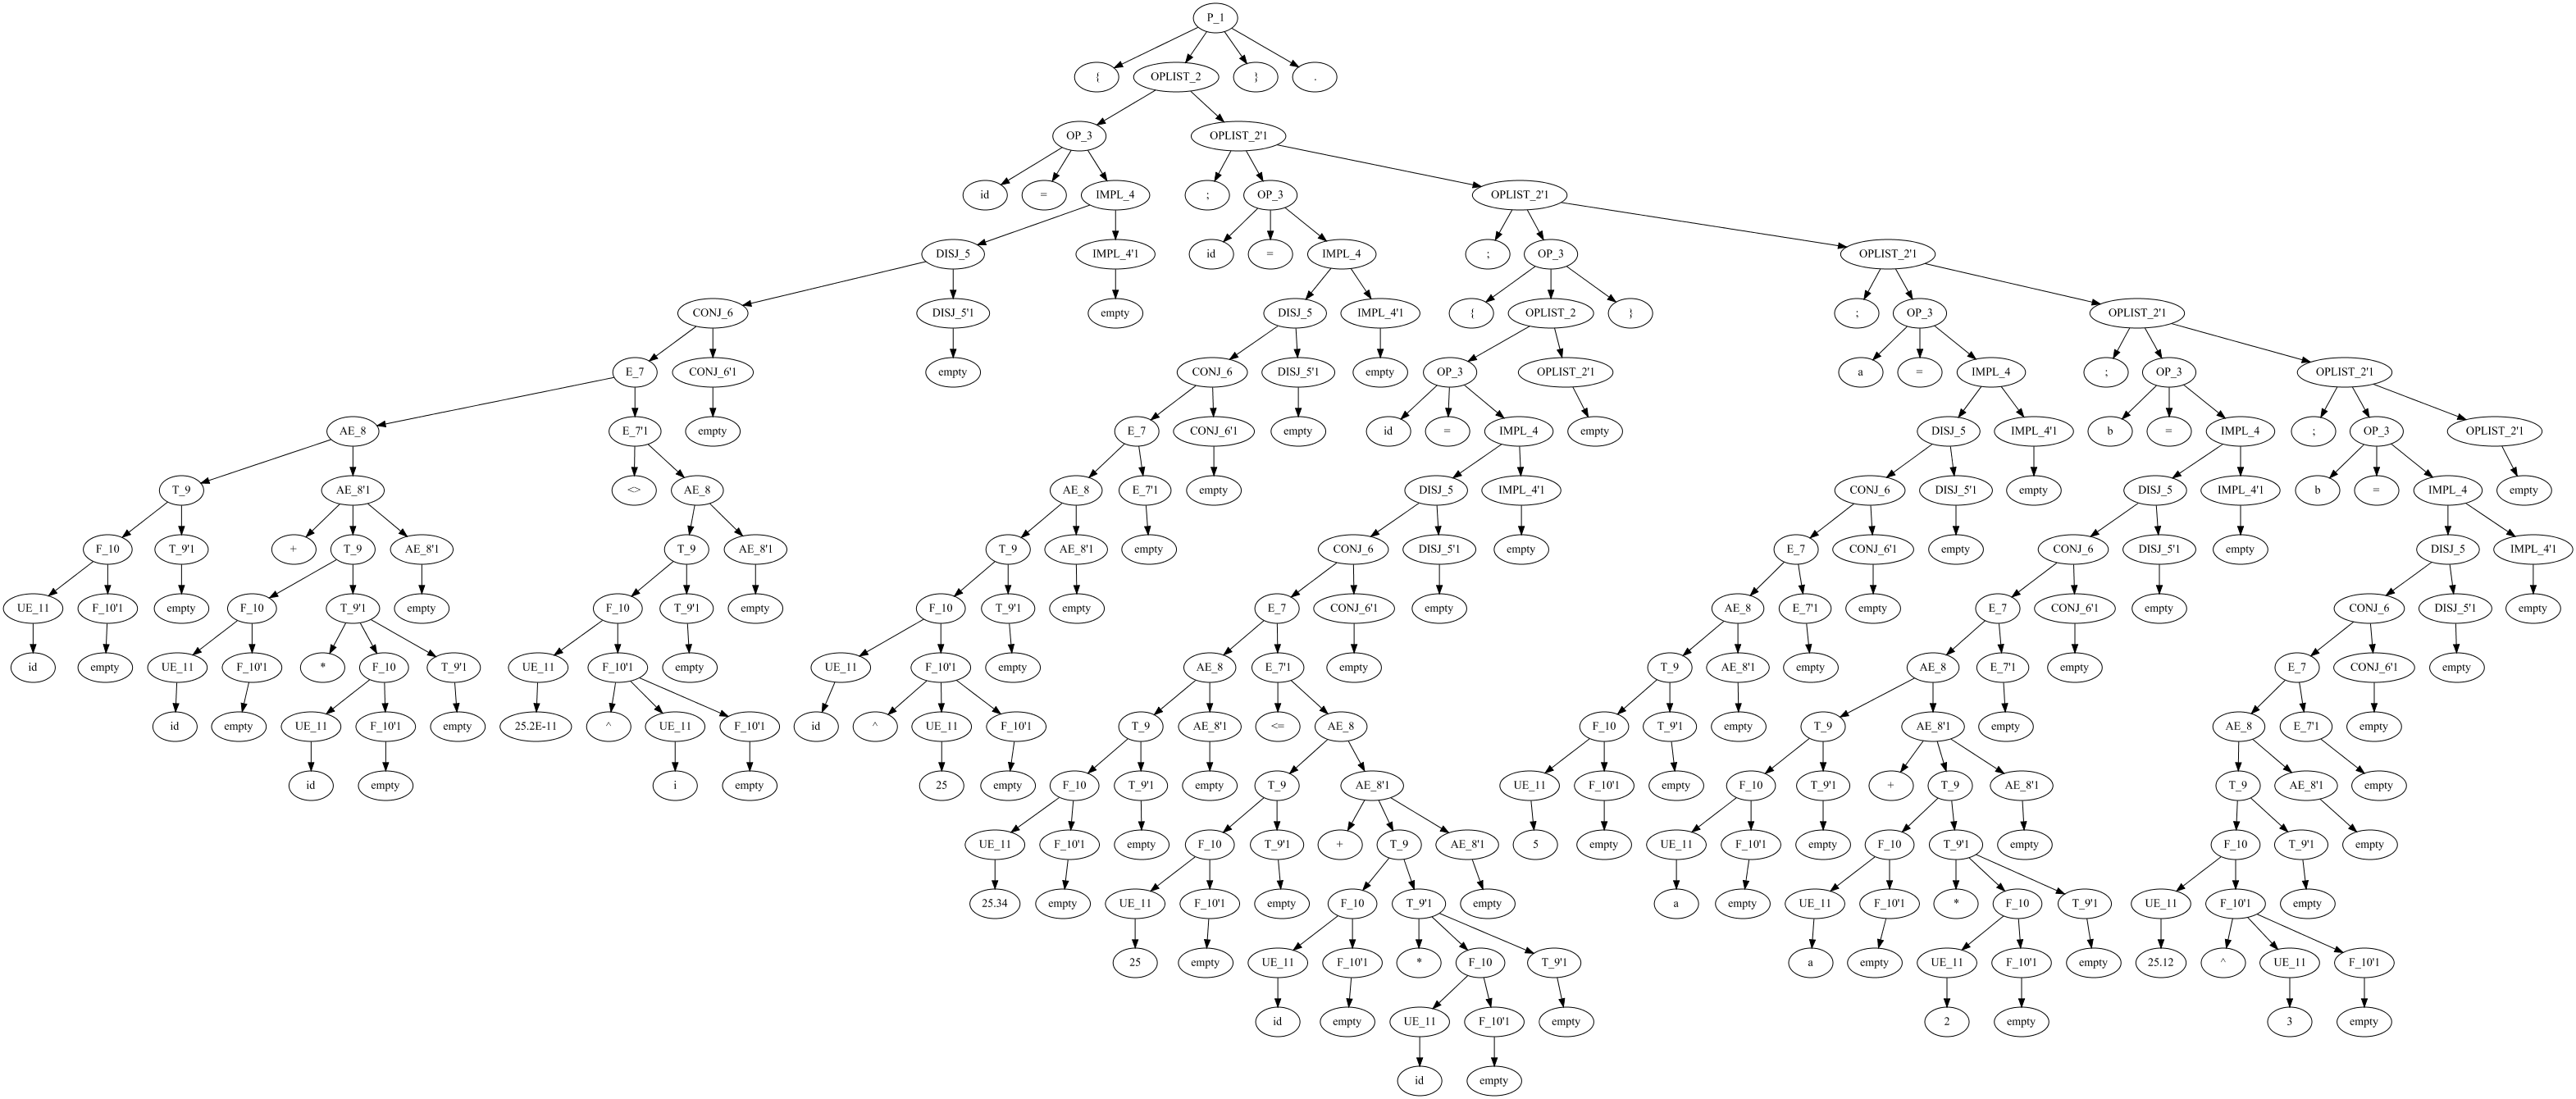 P_1
{ OPLIST_2 } .
OP_3 OPLIST_2'1
id = IMPL_4 ; OP_3 OPLIST_2'1
DISJ_5 IMPL_4'1 id = IMPL_4 ; OP_3 OPLIST_2'1
CONJ_6 DISJ_5'1 empty DISJ_5 IMPL_4'1 { OPLIST_2 } ; OP_3 OPLIST_2'1
E_7 CONJ_6'1 empty CONJ_6 DISJ_5'1 empty OP_3 OPLIST_2'1 a = IMPL_4 ; OP_3 OPLIST_2'1
AE_8 E_7'1 empty E_7 CONJ_6'1 empty id = IMPL_4 empty DISJ_5 IMPL_4'1 b = IMPL_4 ; OP_3 OPLIST_2'1
T_9 AE_8'1 <> AE_8 AE_8 E_7'1 empty DISJ_5 IMPL_4'1 CONJ_6 DISJ_5'1 empty DISJ_5 IMPL_4'1 b = IMPL_4 empty
F_10 T_9'1 + T_9 AE_8'1 T_9 AE_8'1 T_9 AE_8'1 empty CONJ_6 DISJ_5'1 empty E_7 CONJ_6'1 empty CONJ_6 DISJ_5'1 empty DISJ_5 IMPL_4'1
UE_11 F_10'1 empty F_10 T_9'1 empty F_10 T_9'1 empty F_10 T_9'1 empty E_7 CONJ_6'1 empty AE_8 E_7'1 empty E_7 CONJ_6'1 empty CONJ_6 DISJ_5'1 empty
id empty UE_11 F_10'1 * F_10 T_9'1 UE_11 F_10'1 empty UE_11 F_10'1 empty AE_8 E_7'1 empty T_9 AE_8'1 empty AE_8 E_7'1 empty E_7 CONJ_6'1 empty
id empty UE_11 F_10'1 empty 25.2E-11 ^ UE_11 F_10'1 id ^ UE_11 F_10'1 T_9 AE_8'1 <= AE_8 F_10 T_9'1 empty T_9 AE_8'1 empty AE_8 E_7'1 empty
id empty i empty 25 empty F_10 T_9'1 empty T_9 AE_8'1 UE_11 F_10'1 empty F_10 T_9'1 + T_9 AE_8'1 T_9 AE_8'1 empty
UE_11 F_10'1 empty F_10 T_9'1 + T_9 AE_8'1 5 empty UE_11 F_10'1 empty F_10 T_9'1 empty F_10 T_9'1 empty
25.34 empty UE_11 F_10'1 empty F_10 T_9'1 empty a empty UE_11 F_10'1 * F_10 T_9'1 UE_11 F_10'1 empty
25 empty UE_11 F_10'1 * F_10 T_9'1 a empty UE_11 F_10'1 empty 25.12 ^ UE_11 F_10'1
id empty UE_11 F_10'1 empty 2 empty 3 empty
id empty